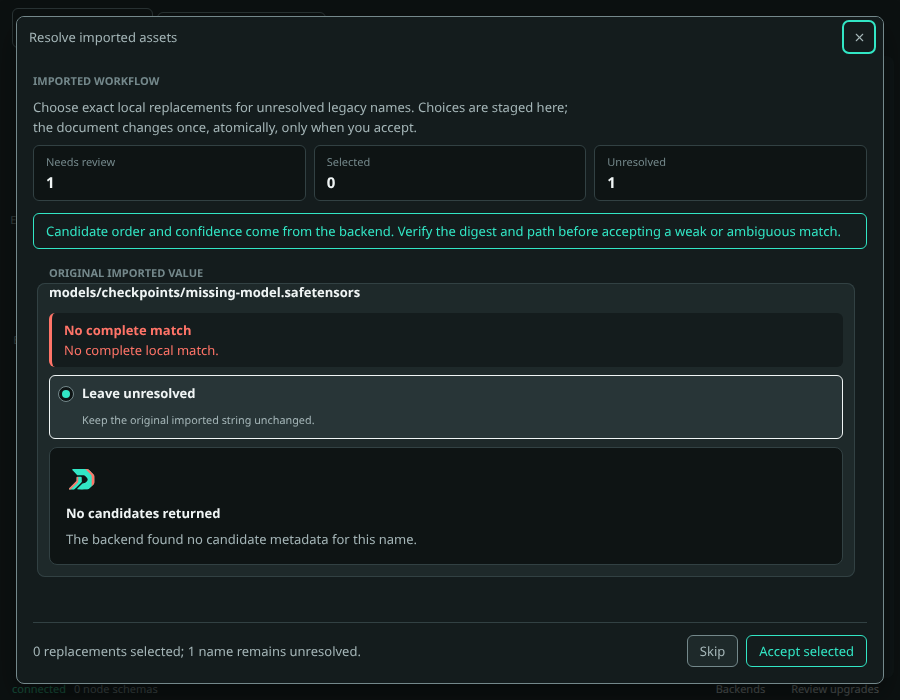 Resolve imported assets
×
IMPORTED WORKFLOW
Choose exact local replacements for unresolved legacy names. Choices are staged here;
the document changes once, atomically, only when you accept.
Needs review
1
Selected
0
Unresolved
1
Candidate order and confidence come from the backend. Verify the digest and path before accepting a weak or ambiguous match.
ORIGINAL IMPORTED VALUE
models/checkpoints/missing-model.safetensors
No complete match
No complete local match.
Leave unresolved
Keep the original imported string unchanged.
No candidates returned
The backend found no candidate metadata for this name.
0 replacements selected; 1 name remains unresolved.
Skip
Accept selected
connected 0 node schemas
Backends
Review upgrades